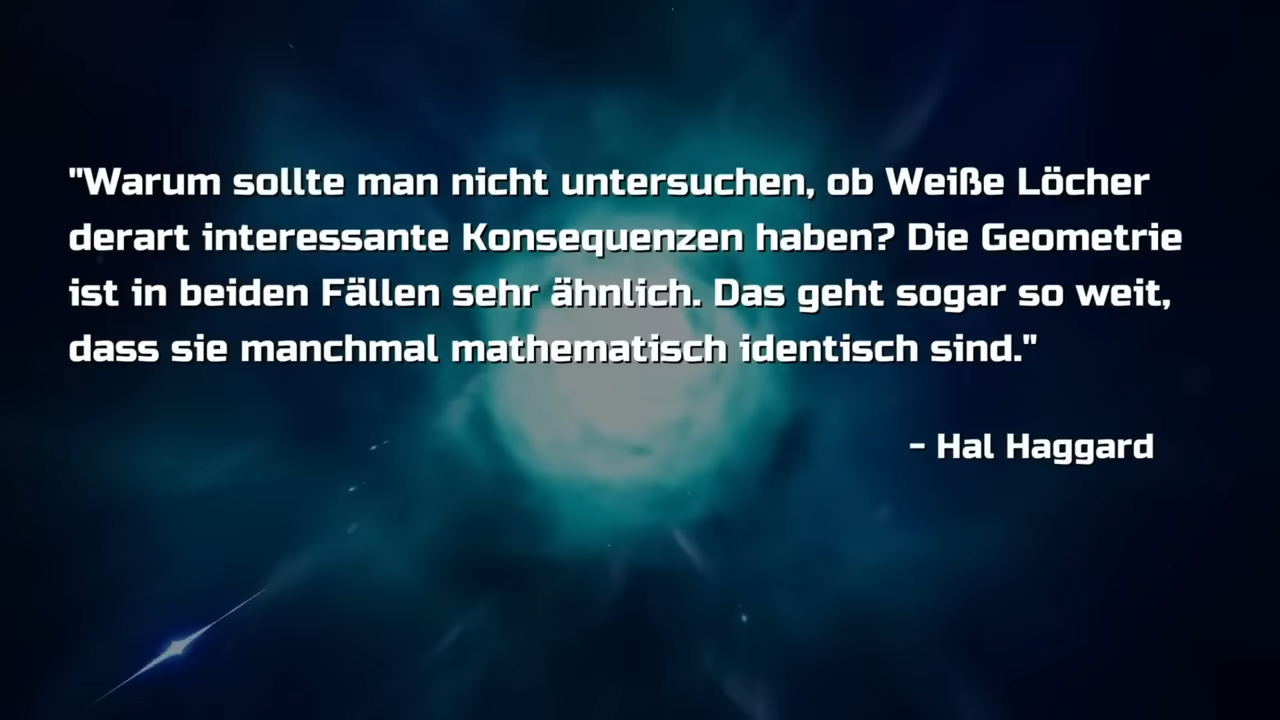 "Warum sollte man nicht untersuchen, ob Weiße Löcher
derart interessante Konsequenzen haben? Die Geometrie
ist in beiden Fällen sehr ähnlich. Das geht sogar so weit,
dass sie manchmal mathematisch identisch sind."
- Hal Haggard